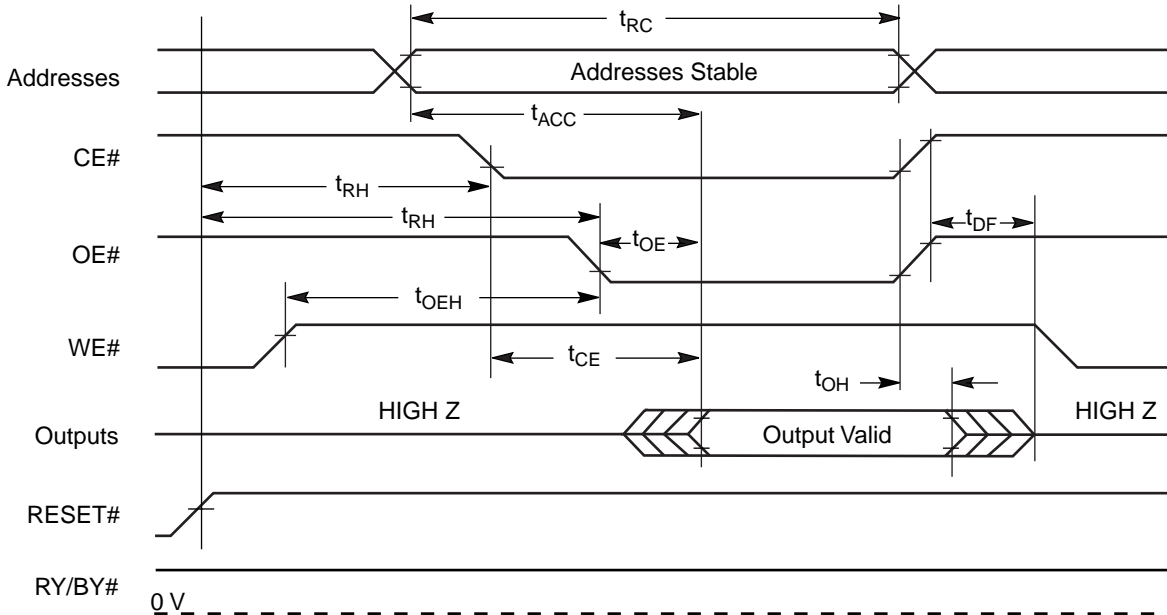 tRC
Addresses
Addresses Stable
tACC
CE#
tRH
tRH
tDF
OE#
tOE
tOEH
WE#
tCE
tOH
HIGH Z
HIGH Z
Outputs
Output Valid
RESET#
RY/BY#
0 V